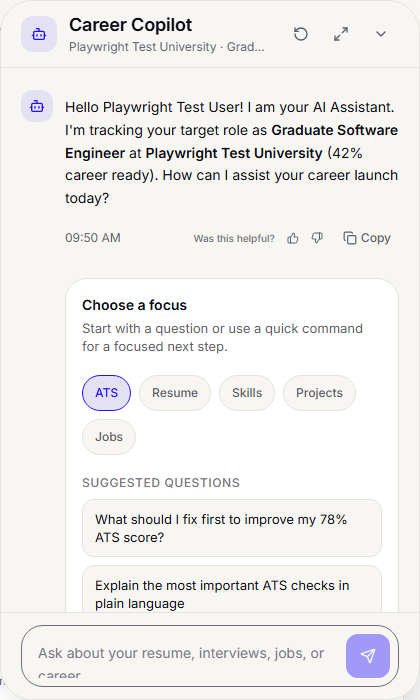 Career Copilot
Playwright Test University · Grad...
Hello Playwright Test User! I am your AI Assistant.
I'm tracking your target role as Graduate Software
Engineer at Playwright Test University (42%
career ready). How can I assist your career launch
today?
09:50 AM
Was this helpful?
Copy
Choose a focus
Start with a question or use a quick command
for a focused next step.
ATS
Resume
Skills
Projects
Jobs
SUGGESTED QUESTIONS
What should I fix first to improve my 78%
ATS score?
Explain the most important ATS checks in
plain language
Ask about your resume, interviews, jobs, or
career